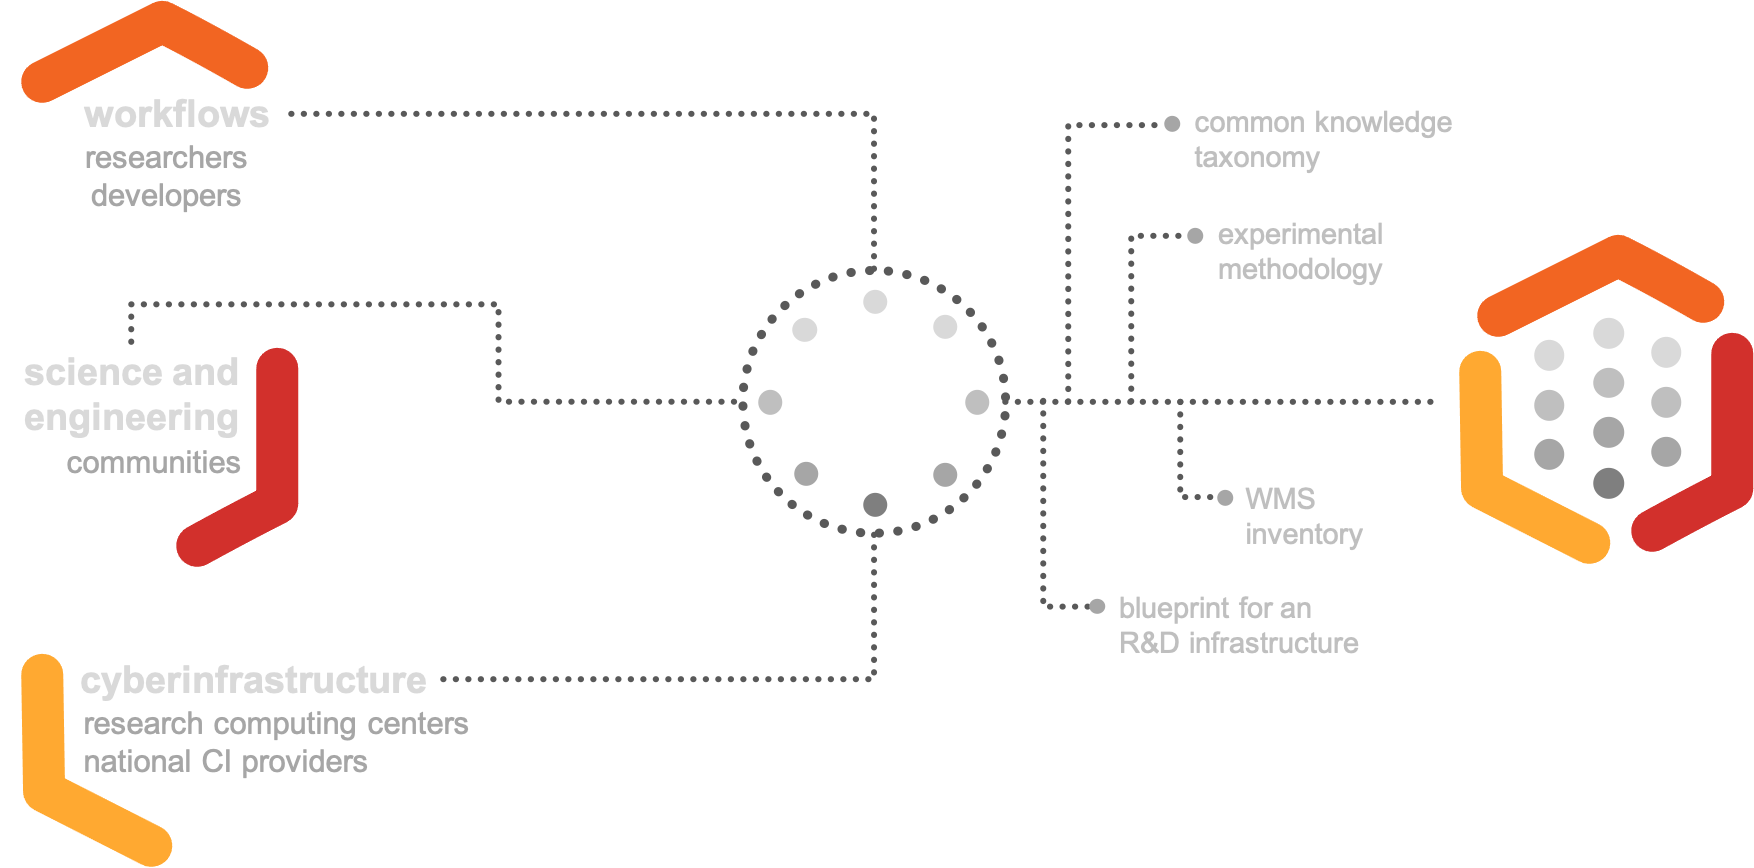 workflows
researchers
developers
science and
engineering
communities
cyberinfrastructure
research computing centers
national CI providers
common knowledge
taxonomy
experimental
methodology
WMS
inventory
blueprint for an
R&D infrastructure